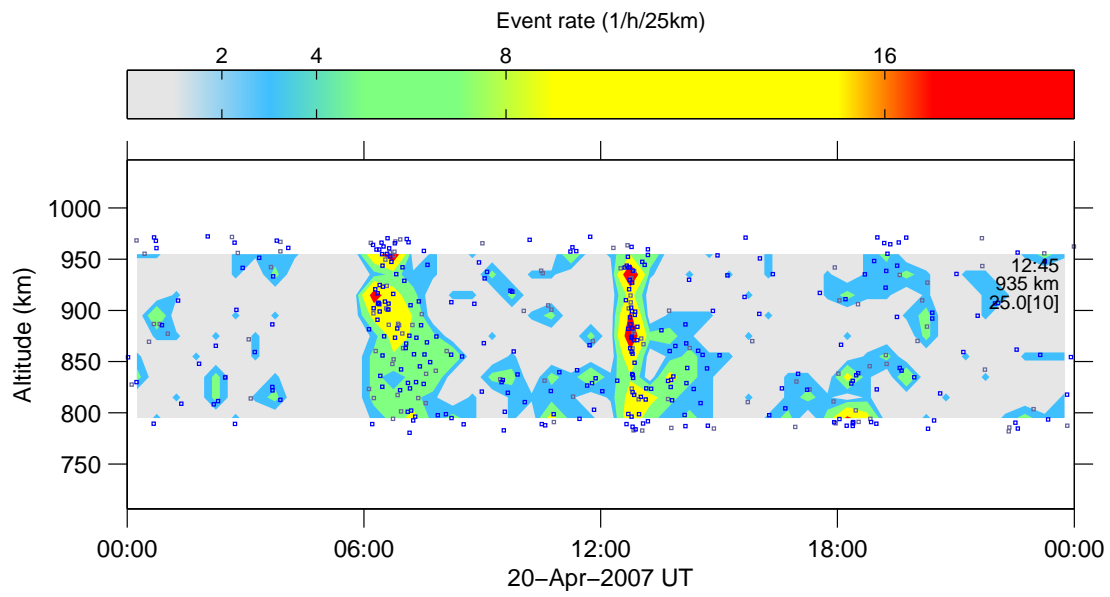 Event rate (1/h/25km)
2 4 8 16
1000
950
900
850
800
750
Altitude (km)
12:45
935 km
25.0[10]
00:00 06:00 12:00 18:00 00:00
20−Apr−2007 UT